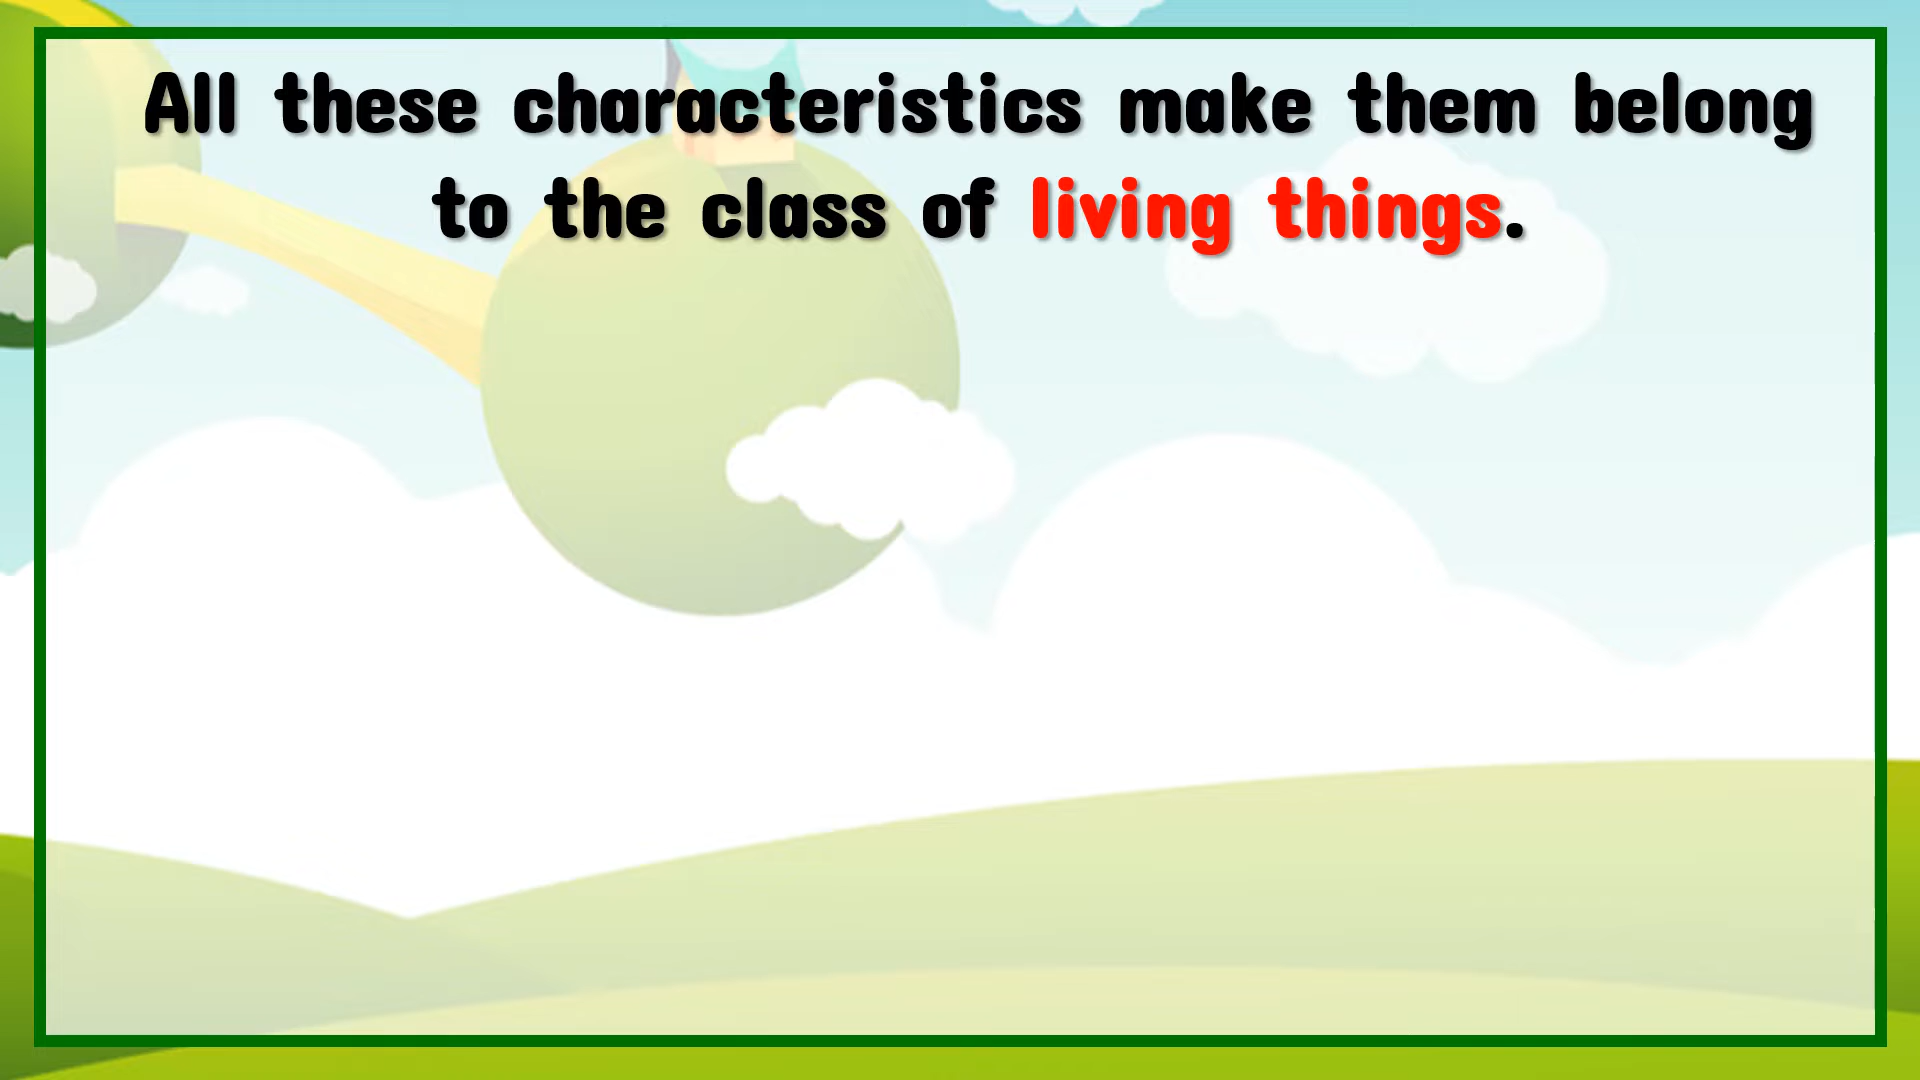 All these characteristics make them belong
to the class of living things.